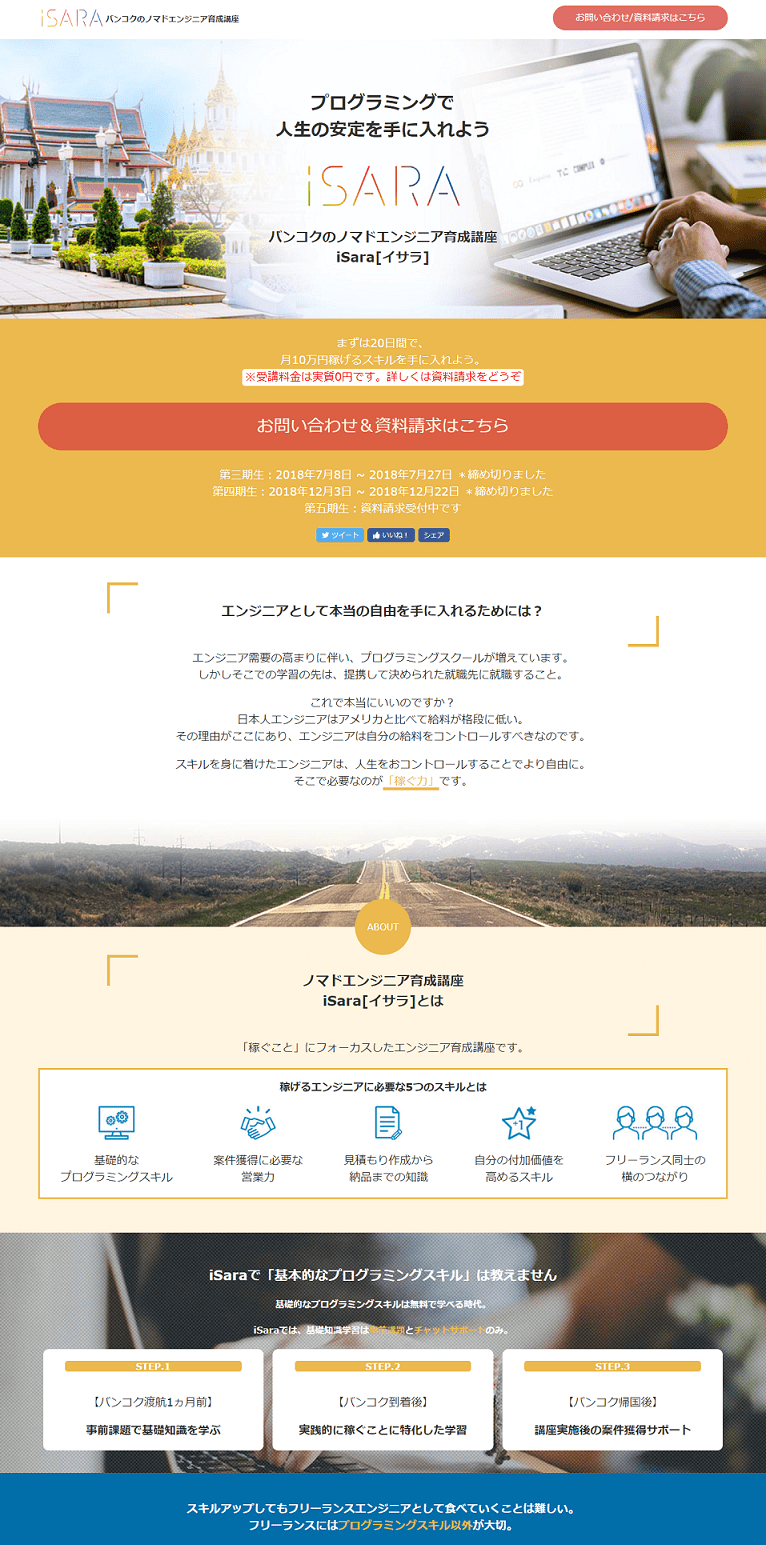 iSARA バンコクのノマドエンジニア育成講座
お問い合わせ/資料請求はこちら
プログラミングで
人生の安定を手に入れよう
iSARA
バンコクのノマドエンジニア育成講座
iSara[イサラ]
まずは20日間で、
月10万円稼げるスキルを手に入れよう。
※受講料金は実質0円です。詳しくは資料請求をどうぞ
お問い合わせ＆資料請求はこちら
第三期生：2018年7月8日 ~ 2018年7月27日 ＊締め切りました
第四期生：2018年12月3日 ~ 2018年12月22日 ＊締め切りました
第五期生：資料請求受付中です
ツイート いいね！ シェア
エンジニアとして本当の自由を手に入れるためには？
エンジニア需要の高まりに伴い、プログラミングスクールが増えています。
しかしそこでの学習の先は、提携して決められた就職先に就職すること。
これで本当にいいのですか？
日本人エンジニアはアメリカと比べて給料が格段に低い。
その理由がここにあり、エンジニアは自分の給料をコントロールすべきなのです。
スキルを身に着けたエンジニアは、人生をおコントロールすることでより自由に。
そこで必要なのが「稼ぐ力」です。
ABOUT
ノマドエンジニア育成講座
iSara[イサラ]とは
「稼ぐこと」にフォーカスしたエンジニア育成講座です。
稼げるエンジニアに必要な5つのスキルとは
+1
基礎的な
プログラミングスキル
案件獲得に必要な
営業力
見積もり作成から
納品までの知識
自分の付加価値を
高めるスキル
フリーランス同士の
横のつながり
iSaraで「基本的なプログラミングスキル」は教えません
基礎的なプログラミングスキルは無料で学べる時代。
iSaraでは、基礎知識学習は事前課題とチャットサポートのみ。
STEP.1
【バンコク渡航1ヵ月前】
事前課題で基礎知識を学ぶ
STEP.2
【バンコク到着後】
実践的に稼ぐことに特化した学習
STEP.3
【バンコク帰国後】
講座実施後の案件獲得サポート
スキルアップしてもフリーランスエンジニアとして食べていくことは難しい。
フリーランスにはプログラミングスキル以外が大切。